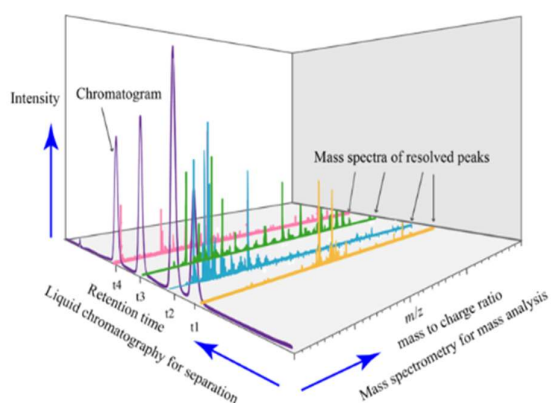 Intensity
Chromatogram
Mass spectra of resolved peaks
t4
t3
t2
t1
Retention time
Liquid chromatography for separation
m/z
mass to charge ratio
Mass spectrometry for mass analysis